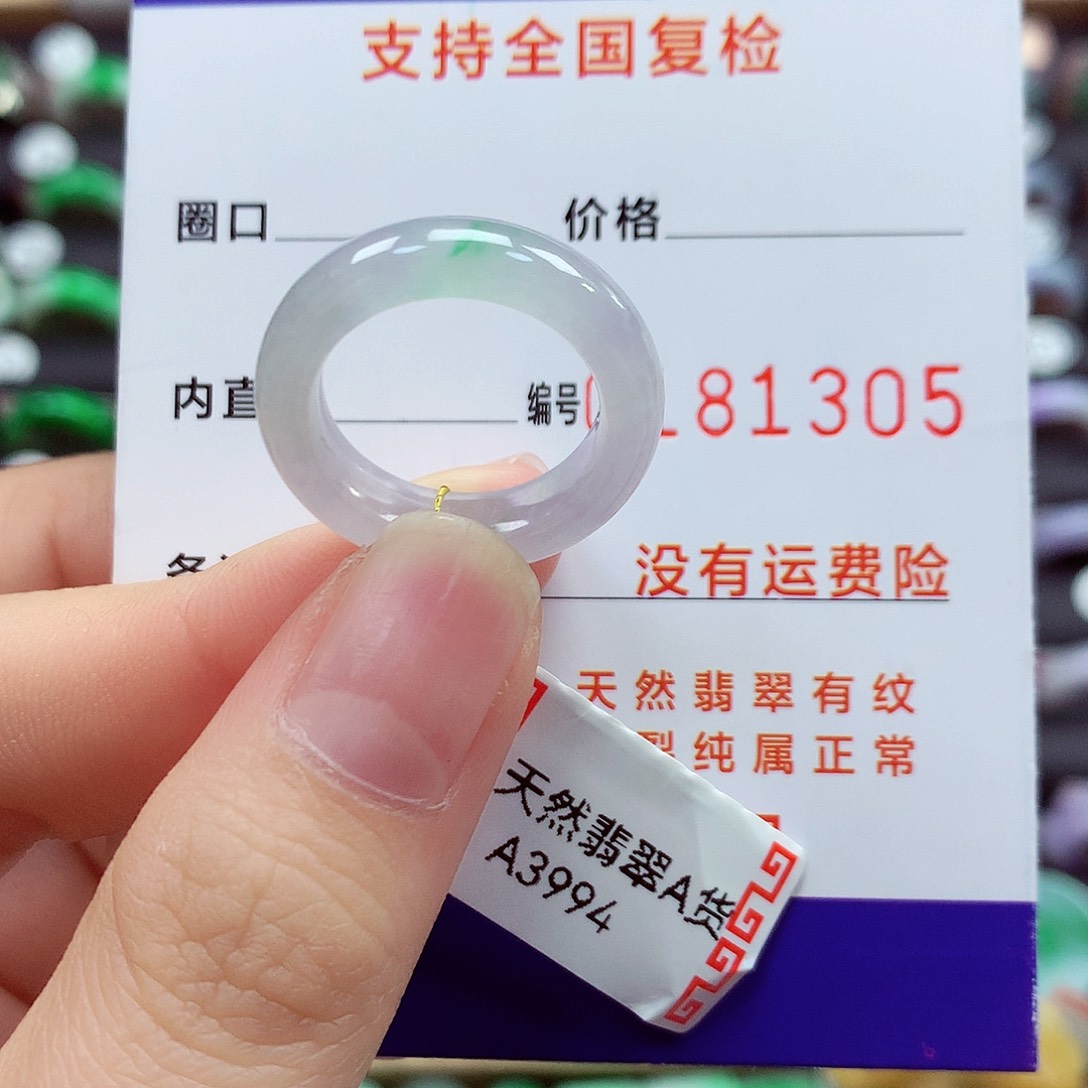 支持全国复检
圈口 价格
内直 编号 81305
没有运费险
天然翡翠有纹
裂纯属正常
天然翡翠A货
A3994